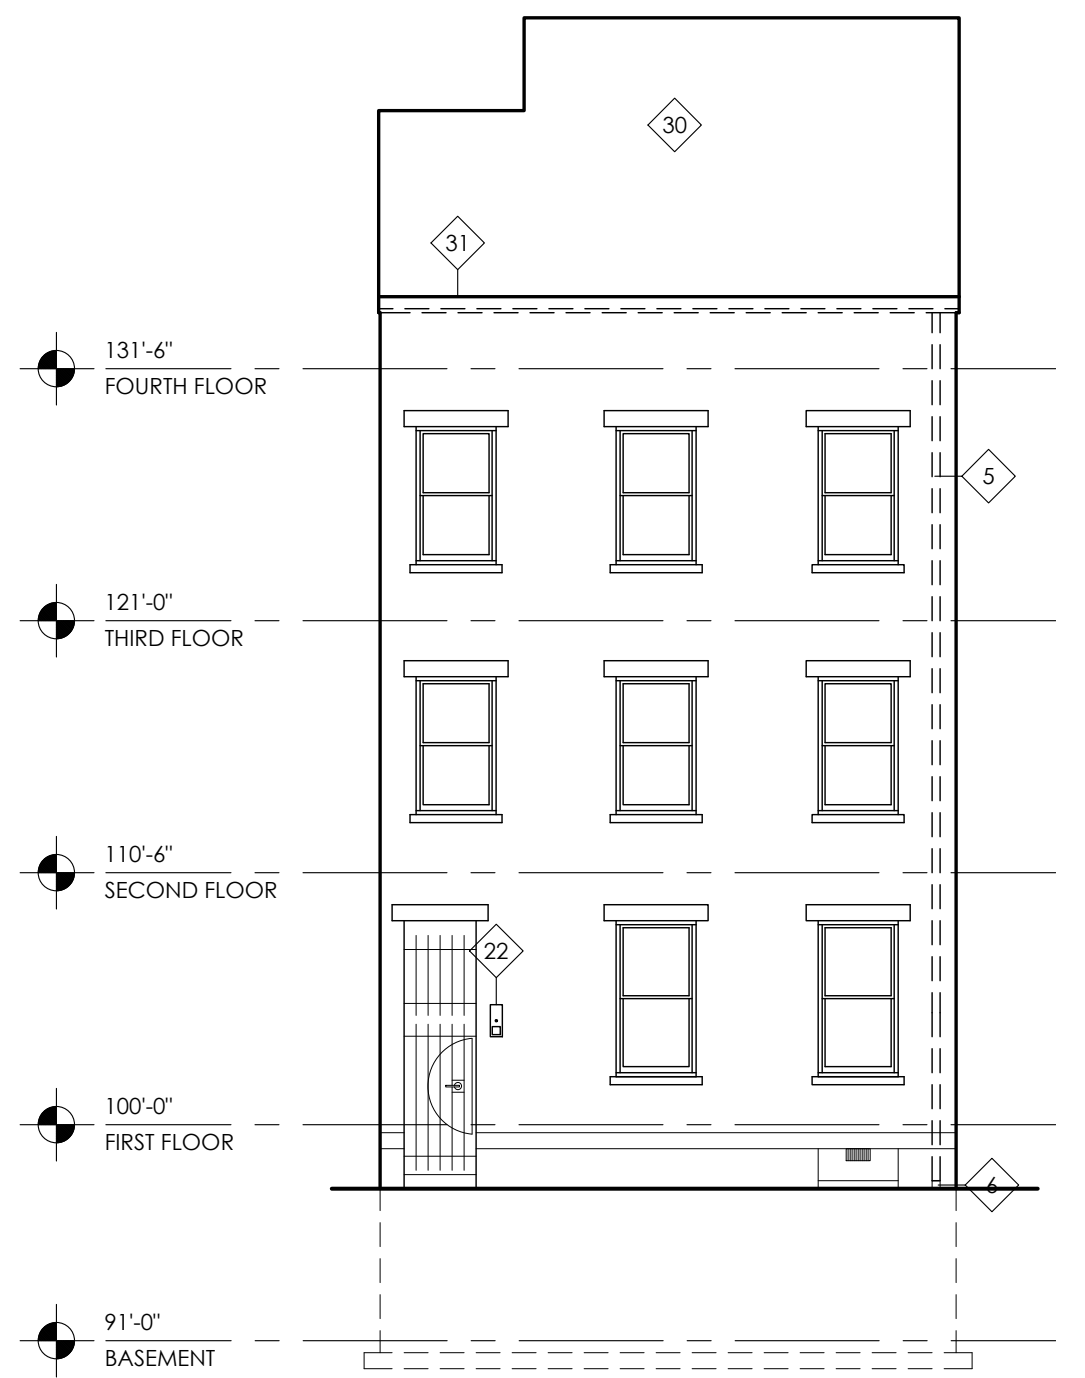 30
31
131'-6"
FOURTH FLOOR
5
121'-0"
THIRD FLOOR
110'-6"
SECOND FLOOR
22
100'-0"
FIRST FLOOR
6
91'-0"
BASEMENT